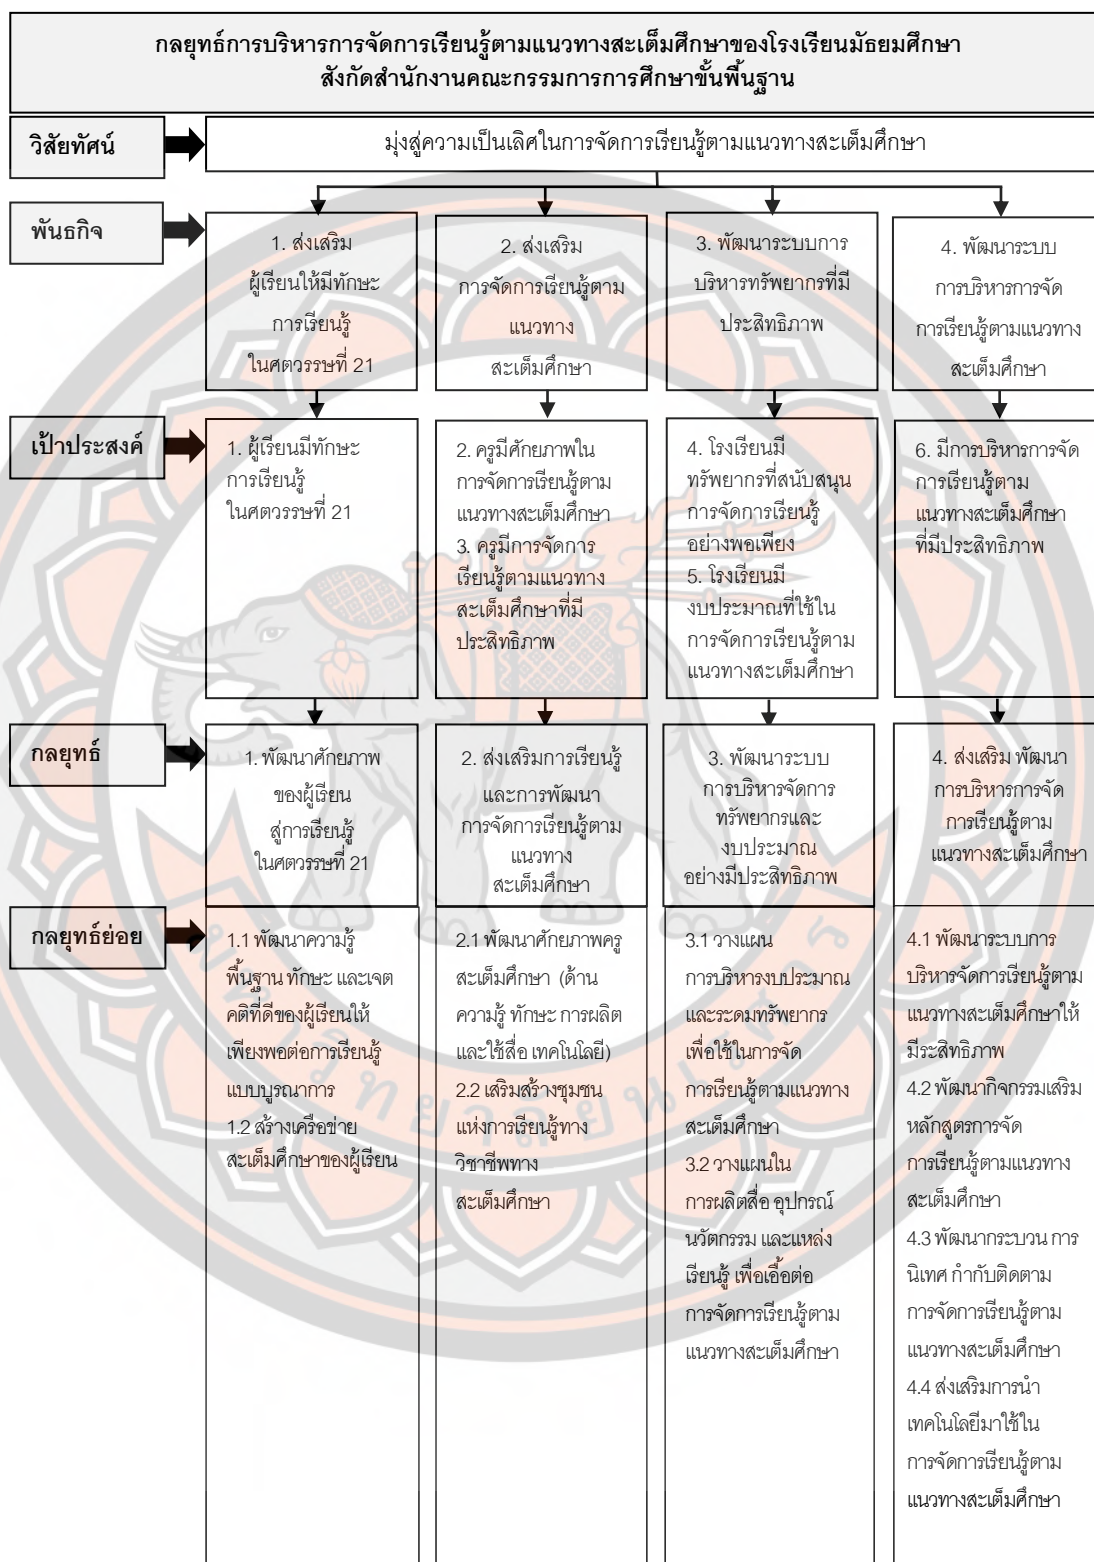 กลยุทธ์การบริหารการจัดการเรียนรู้ตามแนวทางสะเต็มศึกษาของโรงเรียนมัธยมศึกษา
สังกัดสำนักงานคณะกรรมการการศึกษาขั้นพื้นฐาน
วิสัยทัศน์
มุ่งสู่ความเป็นเลิศในการจัดการเรียนรู้ตามแนวทางสะเต็มศึกษา
พันธกิจ
1. ส่งเสริม
ผู้เรียนให้มีทักษะ
การเรียนรู้
ในศตวรรษที่ 21
2. ส่งเสริม
การจัดการเรียนรู้ตาม
แนวทาง
สะเต็มศึกษา
3. พัฒนาระบบการ
บริหารทรัพยากรที่มี
ประสิทธิภาพ
4. พัฒนาระบบ
การบริหารการจัด
การเรียนรู้ตามแนวทาง
สะเต็มศึกษา
เป้าประสงค์
1. ผู้เรียนมีทักษะ
การเรียนรู้
ในศตวรรษที่ 21
2. ครูมีศักยภาพใน
การจัดการเรียนรู้ตาม
แนวทางสะเต็มศึกษา
3. ครูมีการจัดการ
เรียนรู้ตามแนวทาง
สะเต็มศึกษาที่มี
ประสิทธิภาพ
4. โรงเรียนมี
ทรัพยากรที่สนับสนุน
การจัดการเรียนรู้
อย่างพอเพียง
5. โรงเรียนมี
งบประมาณที่ใช้ใน
การจัดการเรียนรู้ตาม
แนวทางสะเต็มศึกษา
6. มีการบริหารการจัด
การเรียนรู้ตาม
แนวทางสะเต็มศึกษา
ที่มีประสิทธิภาพ
กลยุทธ์
1. พัฒนาศักยภาพ
ของผู้เรียน
สู่การเรียนรู้
ในศตวรรษที่ 21
2. ส่งเสริมการเรียนรู้
และการพัฒนา
การจัดการเรียนรู้ตาม
แนวทาง
สะเต็มศึกษา
3. พัฒนาระบบ
การบริหารจัดการ
ทรัพยากรและ
งบประมาณ
อย่างมีประสิทธิภาพ
4. ส่งเสริม พัฒนา
การบริหารการจัด
การเรียนรู้ตาม
แนวทางสะเต็มศึกษา
กลยุทธ์ย่อย
1.1 พัฒนาความรู้
พื้นฐาน ทักษะ และเจต
คติที่ดีของผู้เรียนให้
เพียงพอต่อการเรียนรู้
แบบบูรณาการ
1.2 สร้างเครือข่าย
สะเต็มศึกษาของผู้เรียน
2.1 พัฒนาศักยภาพครู
สะเต็มศึกษา (ด้าน
ความรู้ ทักษะ การผลิต
และใช้สื่อ เทคโนโลยี)
2.2 เสริมสร้างชุมชน
แห่งการเรียนรู้ทาง
วิชาชีพทาง
สะเต็มศึกษา
3.1 วางแผน
การบริหารงบประมาณ
และระดมทรัพยากร
เพื่อใช้ในการจัด
การเรียนรู้ตามแนวทาง
สะเต็มศึกษา
3.2 วางแผนใน
การผลิตสื่อ อุปกรณ์
นวัตกรรม และแหล่ง
เรียนรู้ เพื่อเอื้อต่อ
การจัดการเรียนรู้ตาม
แนวทางสะเต็มศึกษา
4.1 พัฒนาระบบการ
บริหารจัดการเรียนรู้ตาม
แนวทางสะเต็มศึกษาให้
มีระสิทธิภาพ
4.2 พัฒนากิจกรรมเสริม
หลักสูตรการจัด
การเรียนรู้ตามแนวทาง
สะเต็มศึกษา
4.3 พัฒนากระบวน การ
นิเทศ กำกับติดตาม
การจัดการเรียนรู้ตาม
แนวทางสะเต็มศึกษา
4.4 ส่งเสริมการนำ
เทคโนโลยีมาใช้ใน
การจัดการเรียนรู้ตาม
แนวทางสะเต็มศึกษา